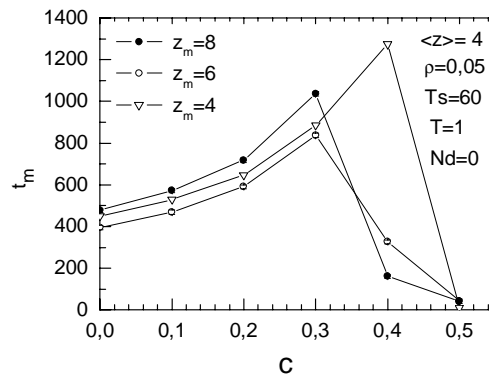 1400
1200
1000
800
600
400
200
0
t_m
z_m=8
z_m=6
z_m=4
<z>= 4
ρ=0,05
Ts=60
T=1
Nd=0
0,0 0,1 0,2 0,3 0,4 0,5
c